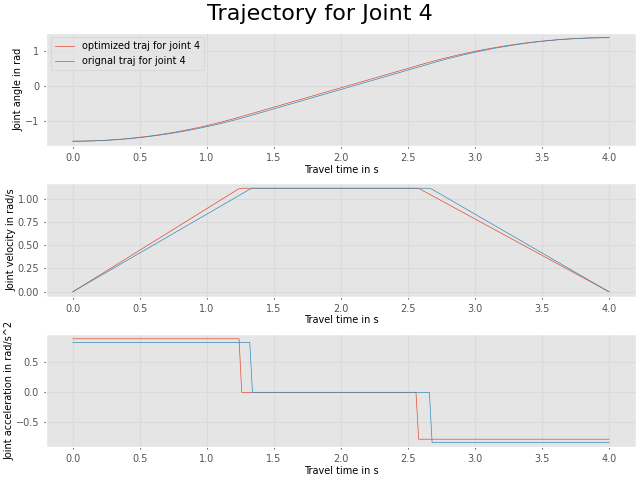 Trajectory for Joint 4
optimized traj for joint 4
orignal traj for joint 4
Joint angle in rad
1
0
−1
0.0 0.5 1.0 1.5 2.0 2.5 3.0 3.5 4.0
Travel time in s
Joint velocity in rad/s
1.00
0.75
0.50
0.25
0.00
0.0 0.5 1.0 1.5 2.0 2.5 3.0 3.5 4.0
Travel time in s
Joint acceleration in rad/s^2
0.5
0.0
−0.5
0.0 0.5 1.0 1.5 2.0 2.5 3.0 3.5 4.0
Travel time in s